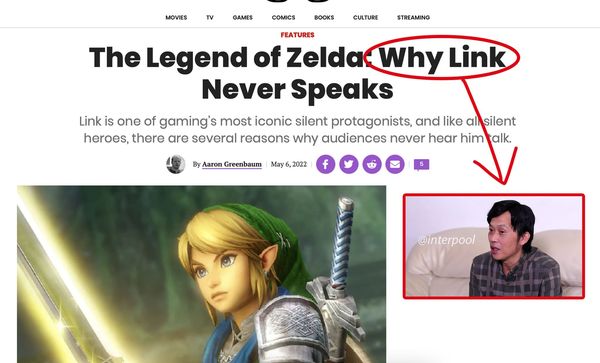 MOVIES TV GAMES COMICS BOOKS CULTURE STREAMING
FEATURES
The Legend of Zelda: Why Link
Never Speaks
Link is one of gaming's most iconic silent protagonists, and like all silent
heroes, there are several reasons why audiences never hear him talk.
By Aaron Greenbaum | May 6, 2022 | 5
@interpool